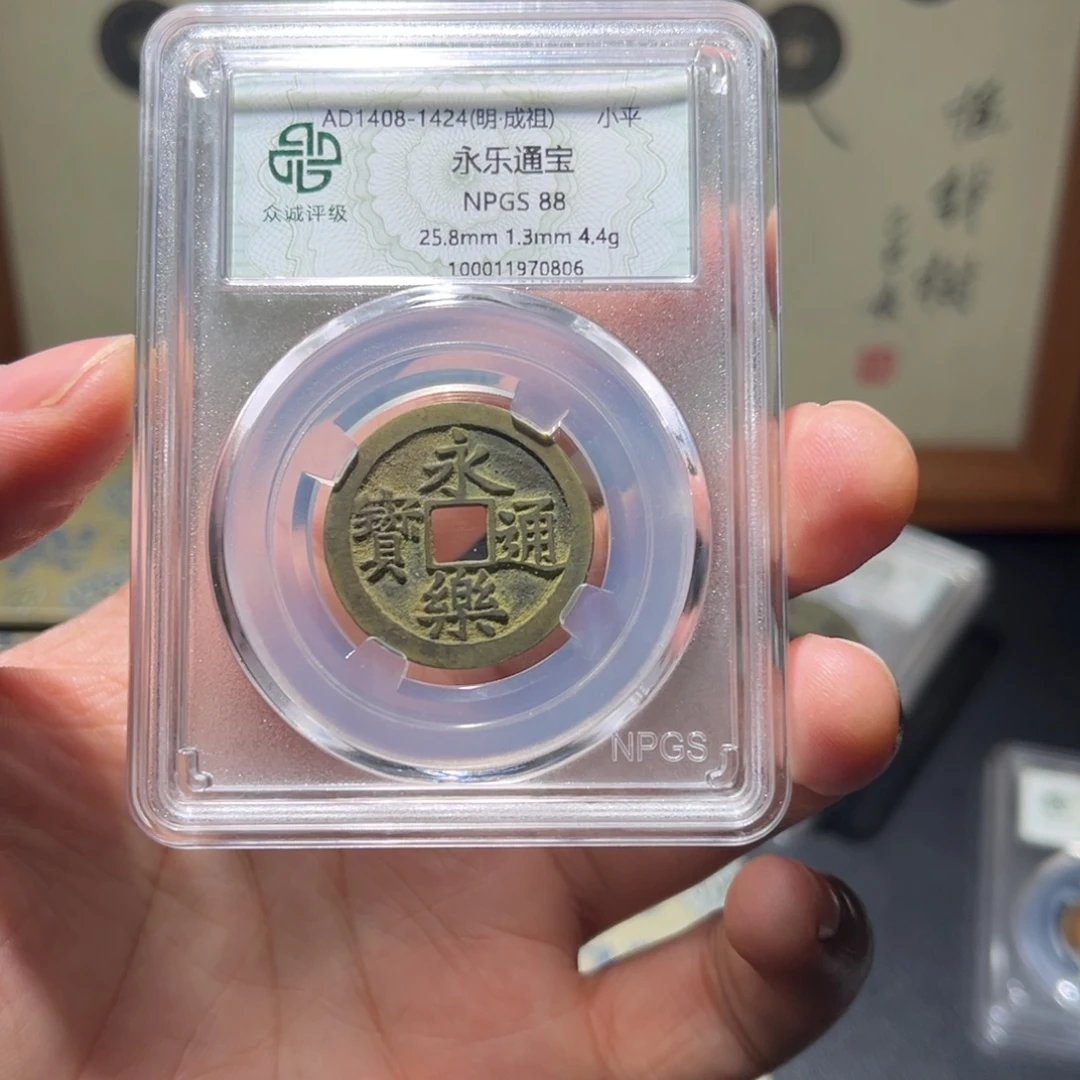 AD1408-1424(明·成祖) 小平
永乐通宝
NPGS 88
众诚评级
25.8mm 1.3mm 4.4g
100011970806
永樂通寶
NPGS